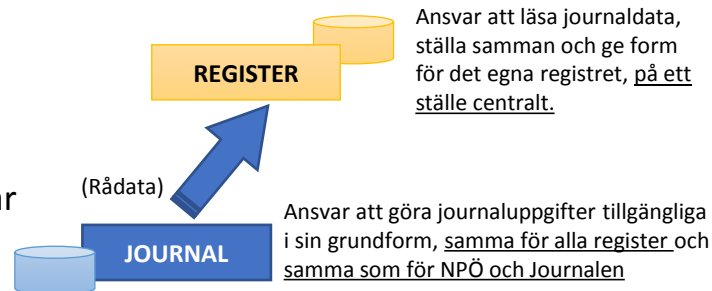 Ansvar att läsa journaldata,
ställa samman och ge form
för det egna registret, på ett
ställe centralt.
REGISTER
(Rådata)
ar
Ansvar att göra journaluppgifter tillgängliga
i sin grundform, samma för alla register och
samma som för NPÖ och Journalen
JOURNAL